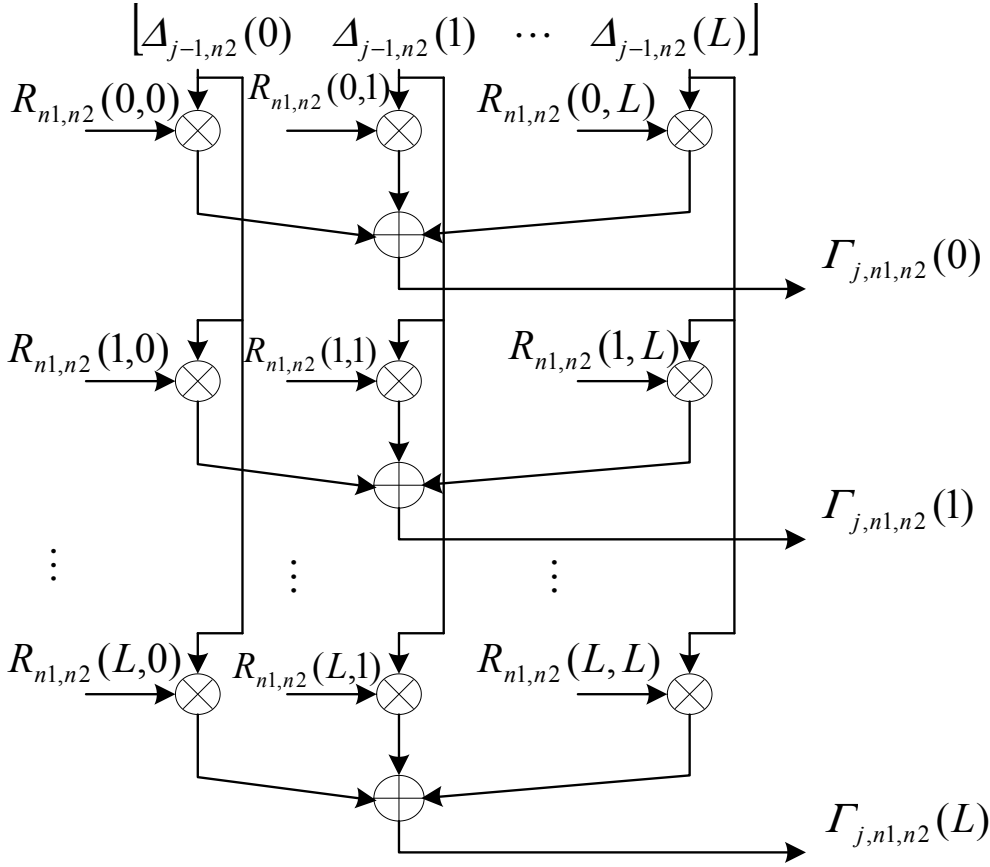 ⌊Δ_{j−1,n2}(0) Δ_{j−1,n2}(1) ⋯ Δ_{j−1,n2}(L)⌋
R_{n1,n2}(0,0) R_{n1,n2}(0,1) R_{n1,n2}(0,L)
Γ_{j,n1,n2}(0)
R_{n1,n2}(1,0) R_{n1,n2}(1,1) R_{n1,n2}(1,L)
Γ_{j,n1,n2}(1)
⋮ ⋮ ⋮
R_{n1,n2}(L,0) R_{n1,n2}(L,1) R_{n1,n2}(L,L)
Γ_{j,n1,n2}(L)